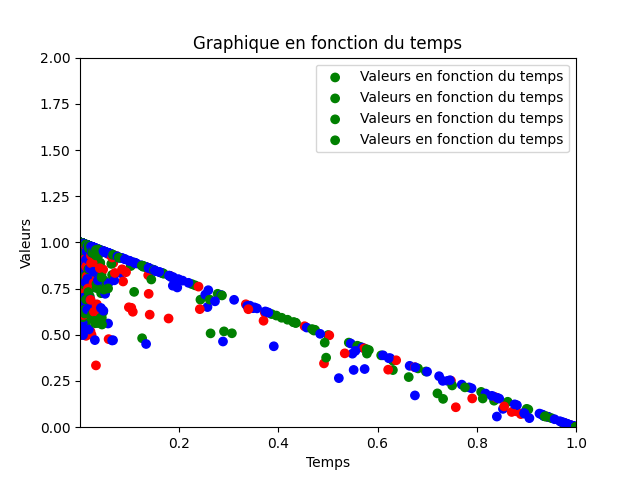 Graphique en fonction du temps
Valeurs en fonction du temps
Valeurs en fonction du temps
Valeurs en fonction du temps
Valeurs en fonction du temps
Valeurs
2.00
1.75
1.50
1.25
1.00
0.75
0.50
0.25
0.00
0.2
0.4
0.6
0.8
1.0
Temps